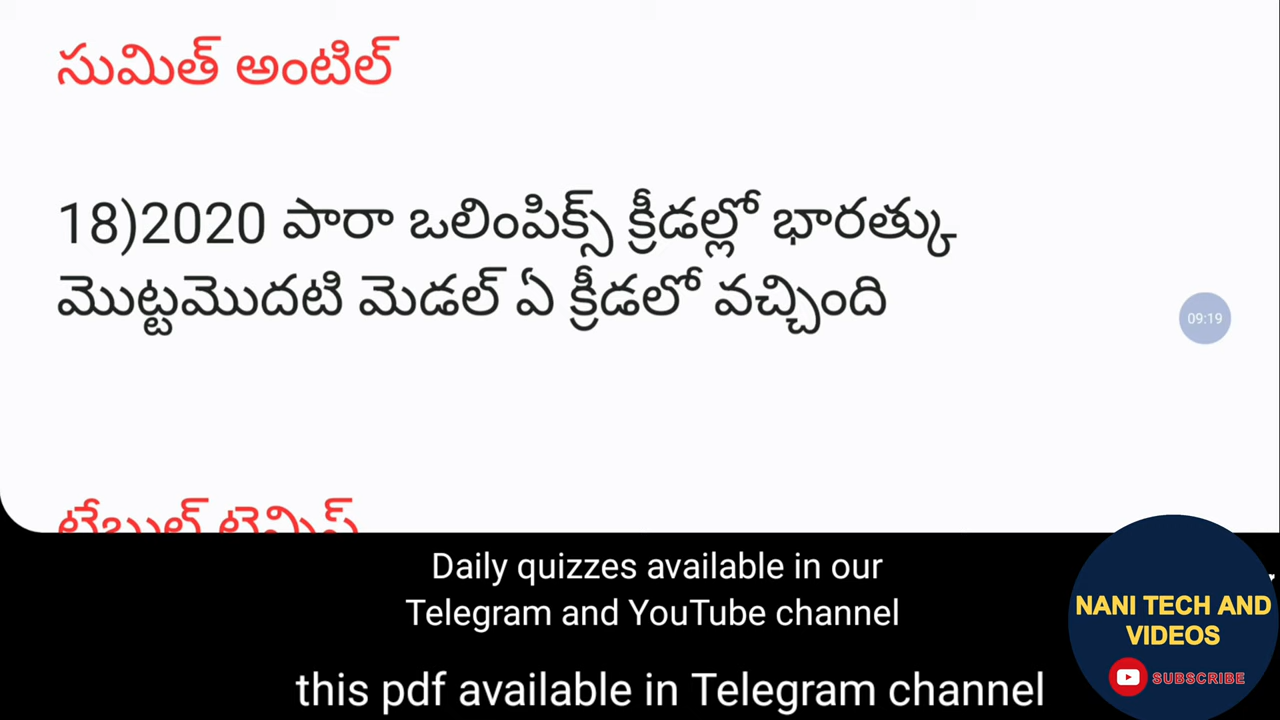 సుమిత్ అంటిల్
18)2020 పారా ఒలింపిక్స్ క్రీడల్లో భారత్కు
మొట్టమొదటి మెడల్ ఏ క్రీడలో వచ్చింది
09:19
టేబుల్ టెన్నిస్
Daily quizzes available in our
Telegram and YouTube channel
this pdf available in Telegram channel
NANI TECH AND
VIDEOS
SUBSCRIBE